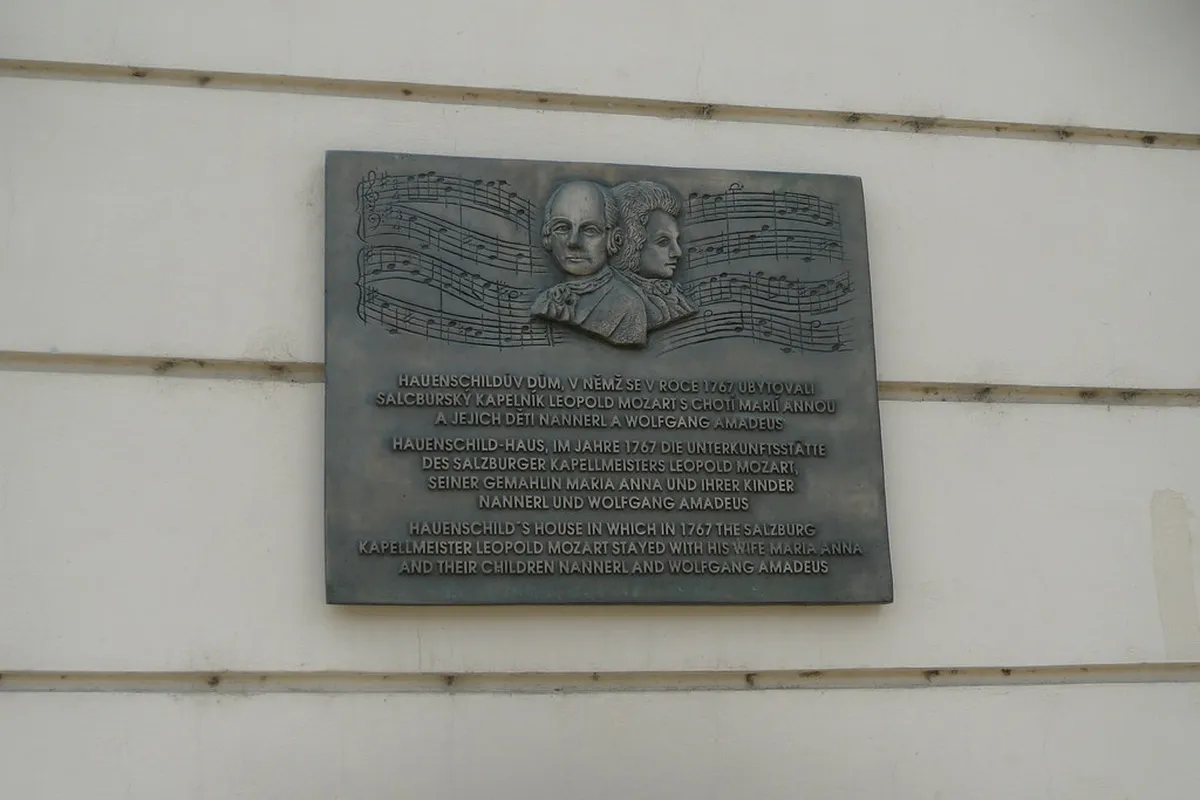 HAUENSCHILDŮV DŮM, V NĚMŽ SE V ROCE 1767 UBYTOVALI
SALCBURSKÝ KAPELNÍK LEOPOLD MOZART S CHOTÍ MARIÍ ANNOU
A JEJICH DĚTI NANNERL A WOLFGANG AMADEUS
HAUENSCHILD-HAUS, IM JAHRE 1767 DIE UNTERKUNFTSSTÄTTE
DES SALZBURGER KAPELLMEISTERS LEOPOLD MOZART,
SEINER GEMAHLIN MARIA ANNA UND IHRER KINDER
NANNERL UND WOLFGANG AMADEUS
HAUENSCHILD´S HOUSE IN WHICH IN 1767 THE SALZBURG
KAPELLMEISTER LEOPOLD MOZART STAYED WITH HIS WIFE MARIA ANNA
AND THEIR CHILDREN NANNERL AND WOLFGANG AMADEUS